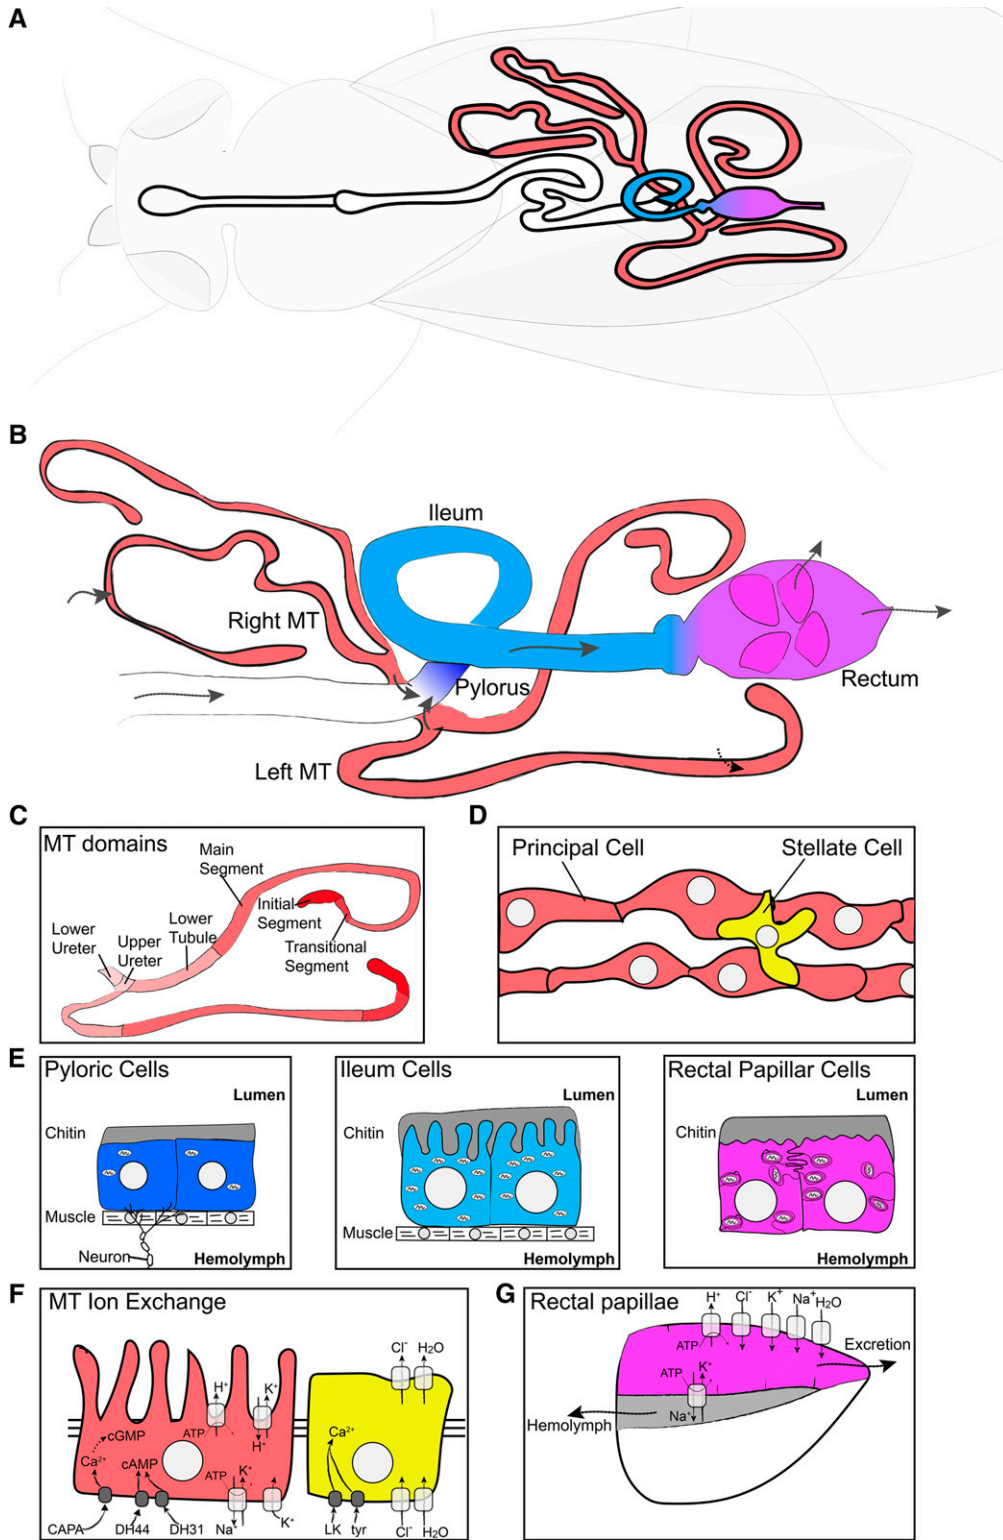 A
B
Ileum
Right MT
Pylorus
Rectum
Left MT
C
MT domains
Main
Segment
Initial
Segment
Lower
Tubule
Lower
Ureter
Upper
Ureter
Transitional
Segment
D
Principal Cell
Stellate Cell
E
Pyloric Cells
Lumen
Chitin
Muscle
Neuron
Hemolymph
Ileum Cells
Lumen
Chitin
Muscle
Hemolymph
Rectal Papillar Cells
Lumen
Chitin
Hemolymph
F
MT Ion Exchange
Cl⁻
H₂O
H⁺
K⁺
cGMP
ATP
H⁺
Ca²⁺
Ca²⁺
cAMP
ATP
K⁺
CAPA
DH44
DH31
Na⁺
K⁺
LK
tyr
Cl⁻
H₂O
G
Rectal papillae
H⁺
Cl⁻
K⁺
Na⁺
H₂O
ATP
Excretion
ATP
K⁺
Hemolymph
Na⁺